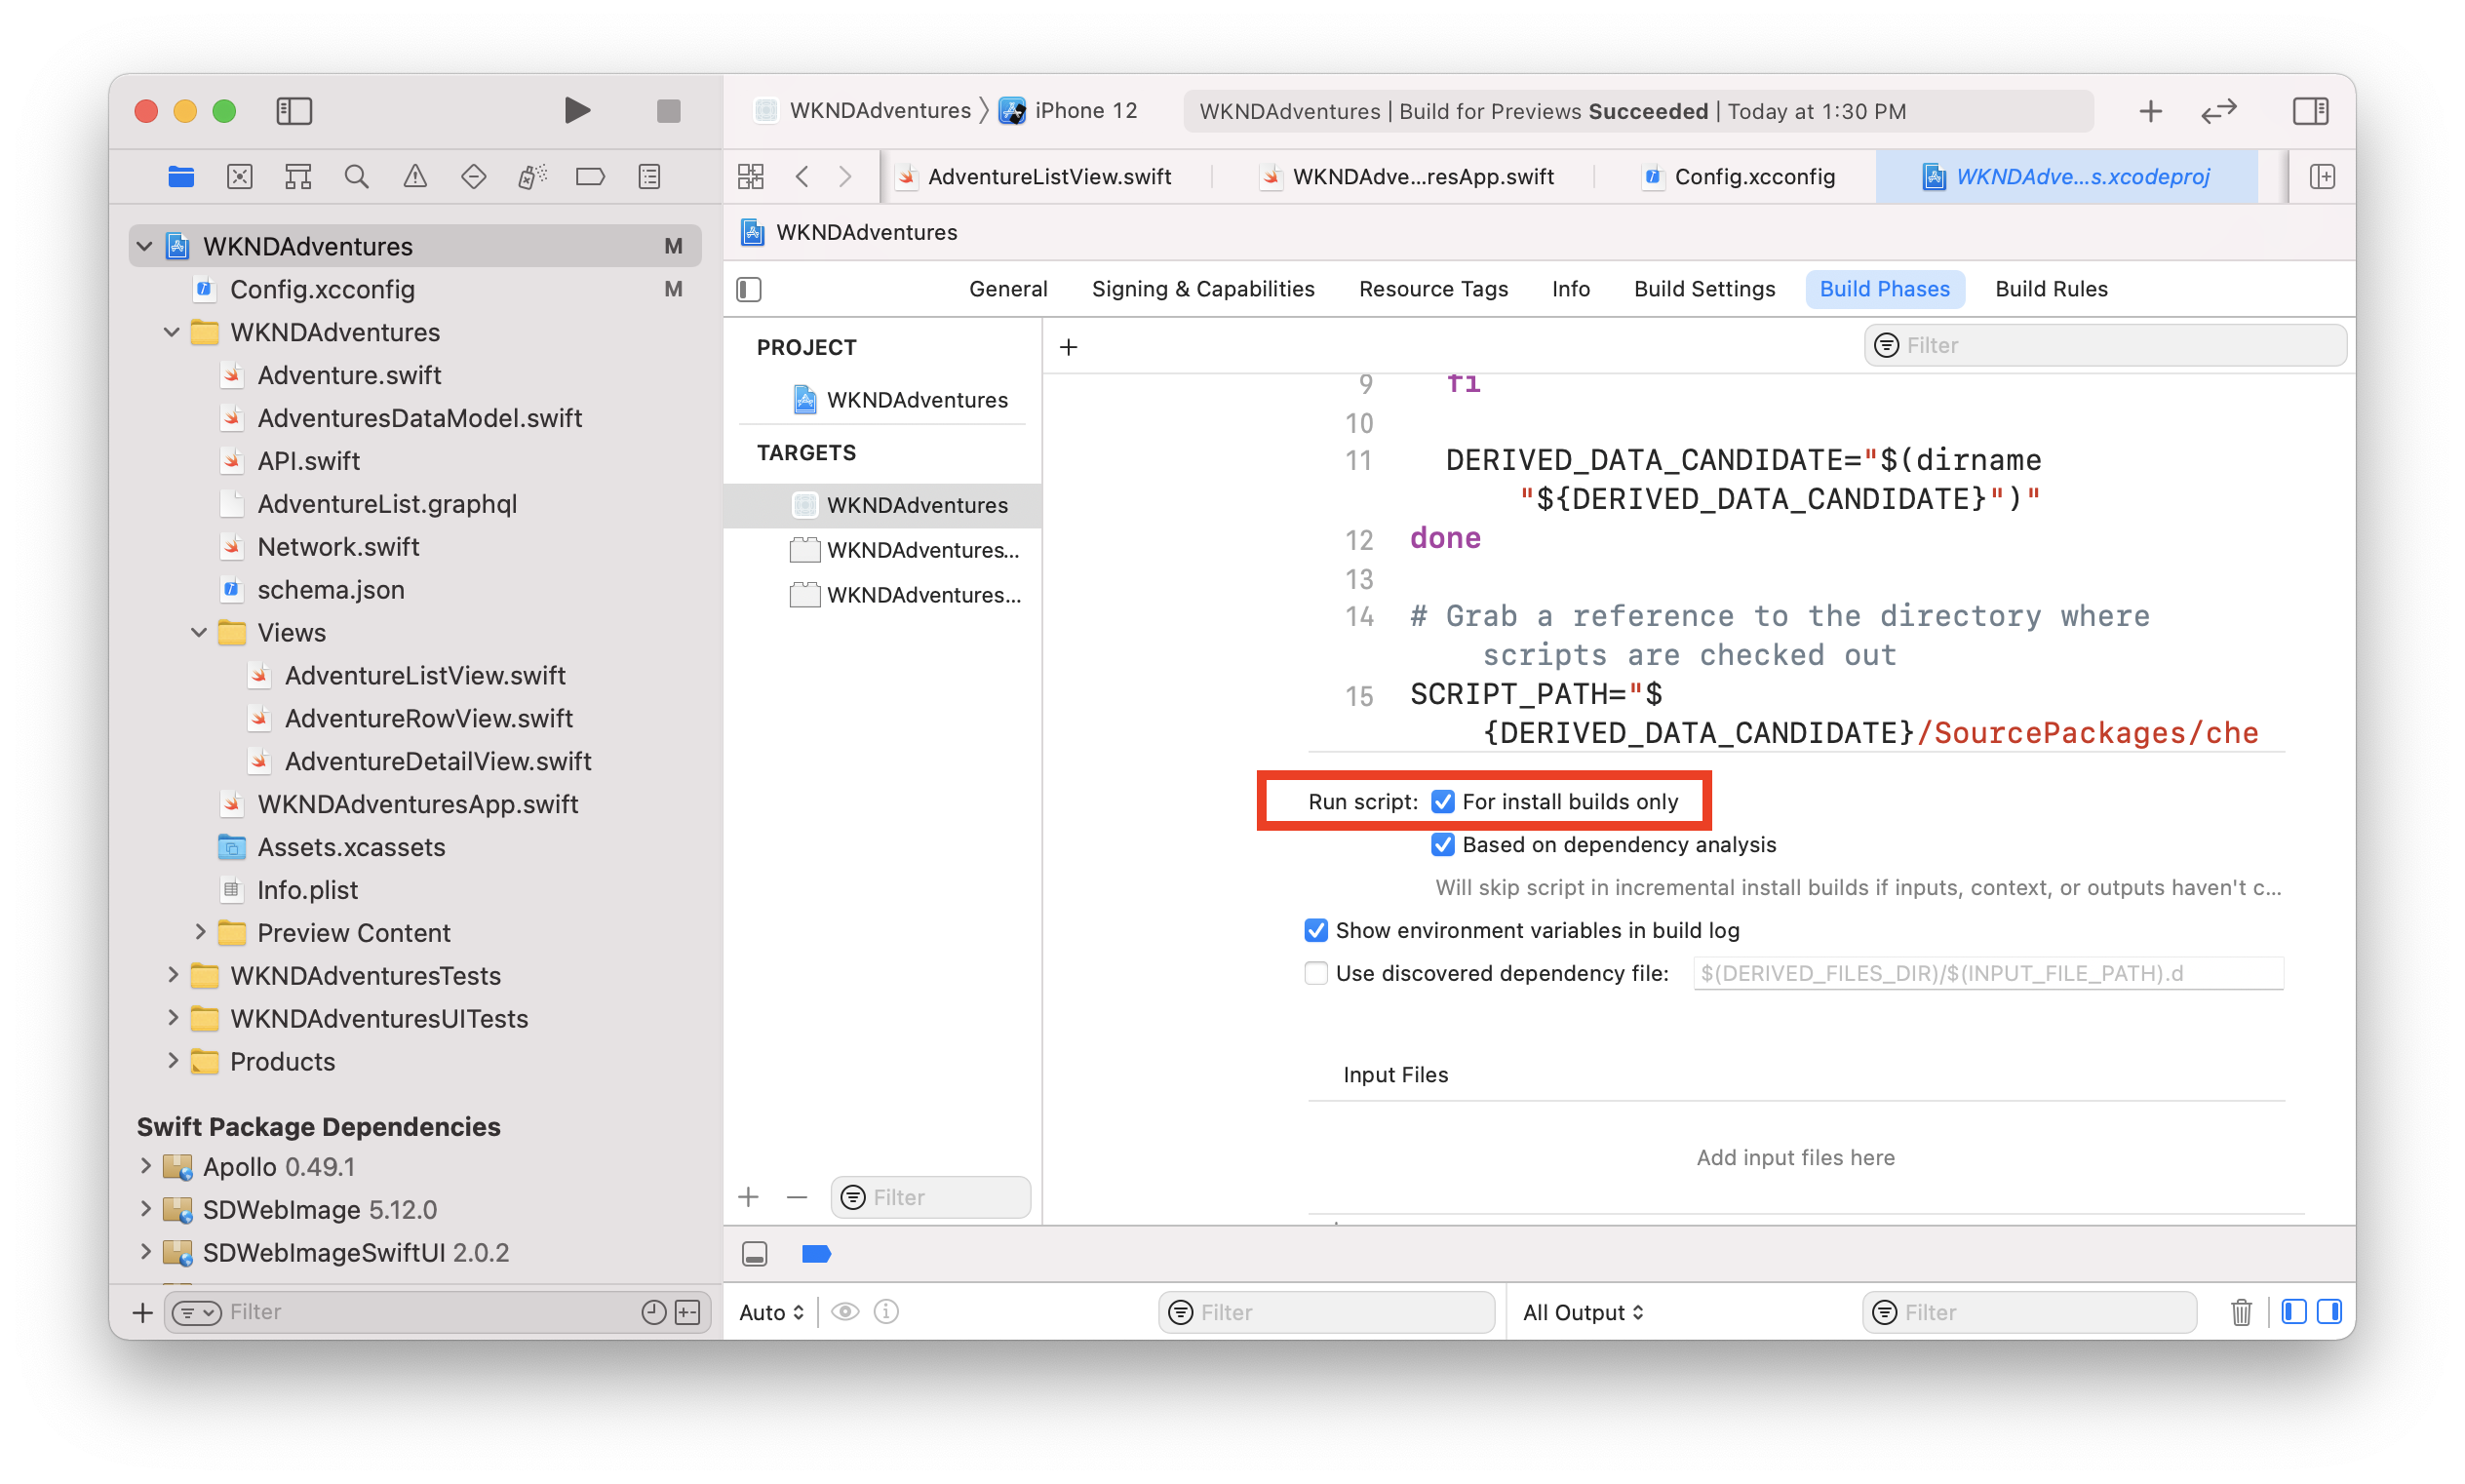 WKNDAdventures
iPhone 12
WKNDAdventures | Build for Previews Succeeded | Today at 1:30 PM
AdventureListView.swift
WKNDAdve...resApp.swift
Config.xcconfig
WKNDAdve...s.xcodeproj
WKNDAdventures M
Config.xcconfig M
WKNDAdventures
Adventure.swift
AdventuresDataModel.swift
API.swift
AdventureList.graphql
Network.swift
schema.json
Views
AdventureListView.swift
AdventureRowView.swift
AdventureDetailView.swift
WKNDAdventuresApp.swift
Assets.xcassets
Info.plist
Preview Content
WKNDAdventuresTests
WKNDAdventuresUITests
Products
Swift Package Dependencies
Apollo 0.49.1
SDWebImage 5.12.0
SDWebImageSwiftUI 2.0.2
Filter
WKNDAdventures
General Signing & Capabilities Resource Tags Info Build Settings Build Phases Build Rules
PROJECT
WKNDAdventures
TARGETS
WKNDAdventures
WKNDAdventures...
WKNDAdventures...
Filter
Filter
9 fi
10
11 DERIVED_DATA_CANDIDATE="$(dirname
"${DERIVED_DATA_CANDIDATE}")"
12 done
13
14 # Grab a reference to the directory where
scripts are checked out
15 SCRIPT_PATH="$
{DERIVED_DATA_CANDIDATE}/SourcePackages/che
Run script: For install builds only
Based on dependency analysis
Will skip script in incremental install builds if inputs, context, or outputs haven't c...
Show environment variables in build log
Use discovered dependency file: $(DERIVED_FILES_DIR)/$(INPUT_FILE_PATH).d
Input Files
Add input files here
Auto
Filter
All Output
Filter